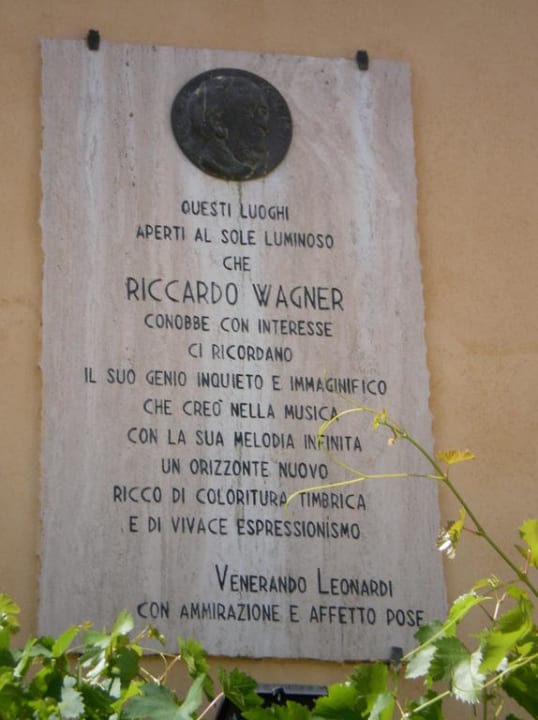 QUESTI LUOGHI
APERTI AL SOLE LUMINOSO
CHE
RICCARDO WAGNER
CONOBBE CON INTERESSE
CI RICORDANO
IL SUO GENIO INQUIETO E IMMAGINIFICO
CHE CREO' NELLA MUSICA
CON LA SUA MELODIA INFINITA
UN ORIZZONTE NUOVO
RICCO DI COLORITURA TIMBRICA
E DI VIVACE ESPRESSIONISMO
VENERANDO LEONARDI
CON AMMIRAZIONE E AFFETTO POSE